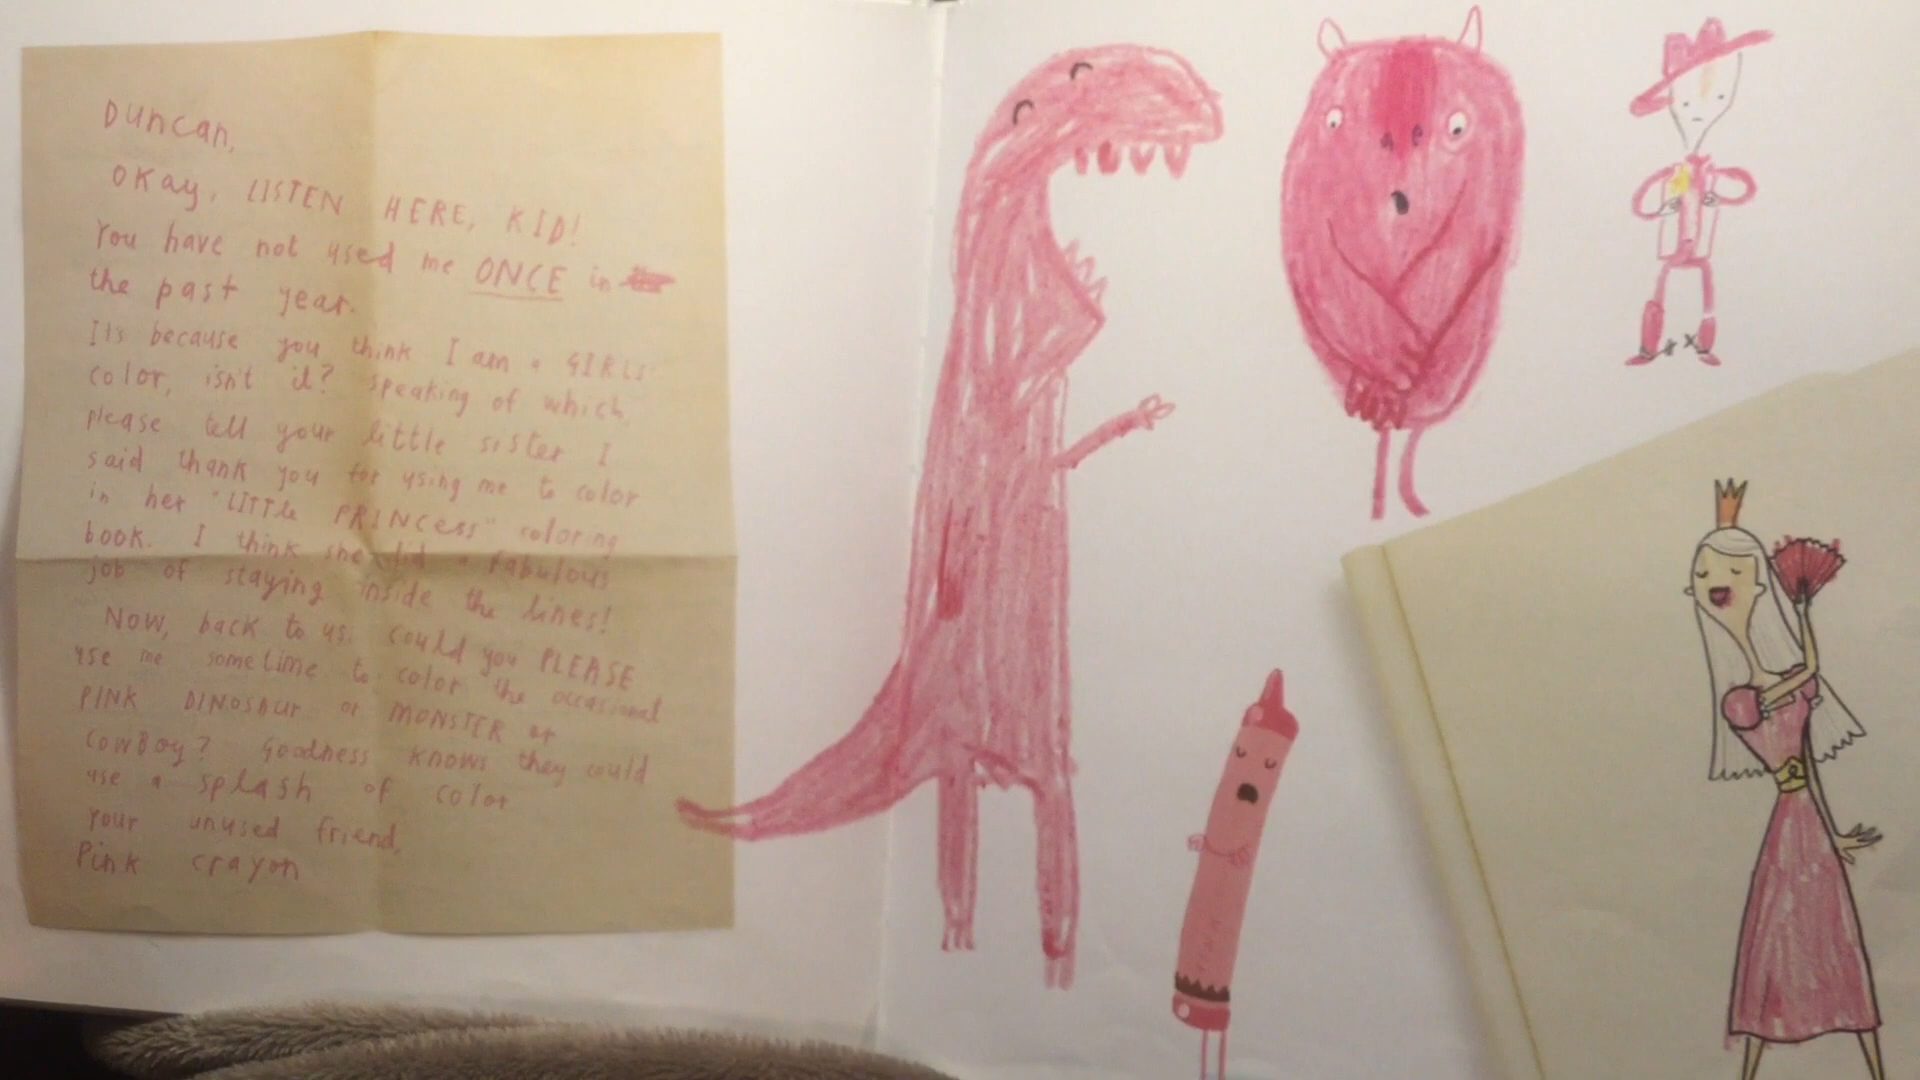 Duncan,
Okay, LISTEN HERE, KID!
You have not used me ONCE in
the past year.
It's because you think I am a GIRLS'
color, isn't it? Speaking of which,
please tell your little sister I
said thank you for using me to color
in her "LITTle PRINCess" coloring
book. I think she did a fabulous
job of staying inside the lines!
Now, back to us. Could you PLEASE
use me sometime to color the occasional
PINK DINOSAUR or MONSTER or
COWBOY? Goodness knows they could
use a splash of color
Your unused friend,
Pink crayon